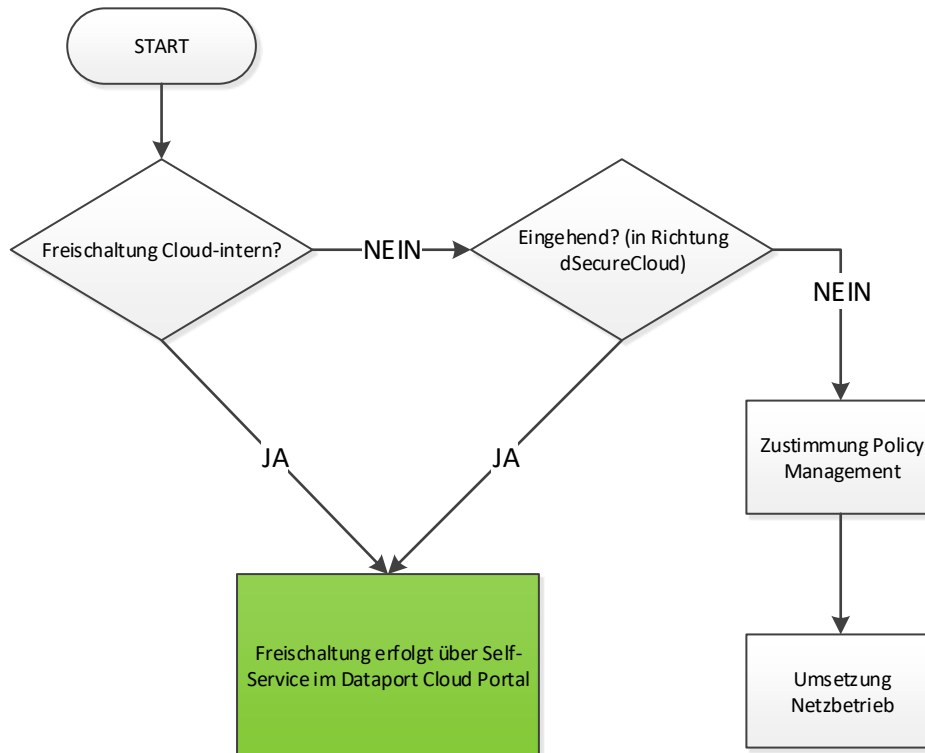 START
Freischaltung Cloud-intern?
NEIN
Eingehend? (in Richtung
dSecureCloud)
NEIN
JA
JA
Zustimmung Policy
Management
Freischaltung erfolgt über Self-
Service im Dataport Cloud Portal
Umsetzung
Netzbetrieb